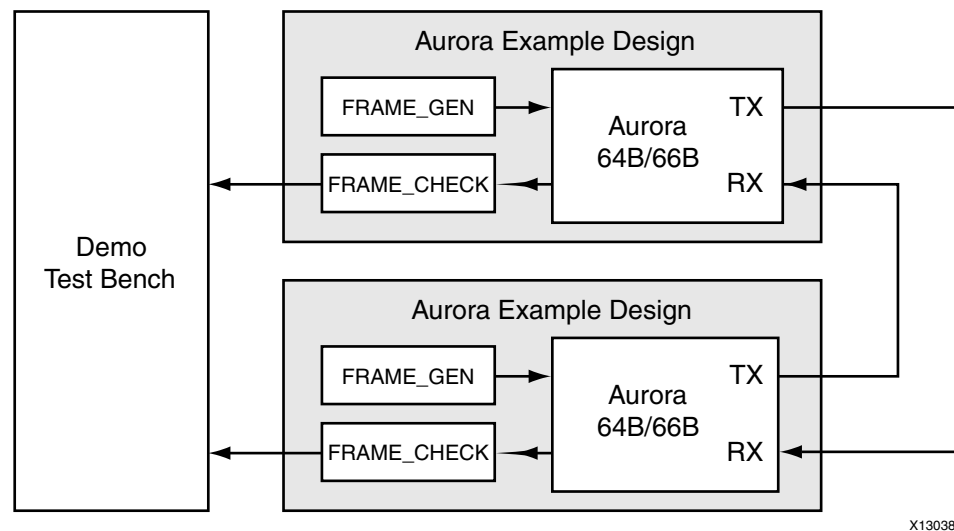 Aurora Example Design
FRAME_GEN
TX
Aurora
64B/66B
FRAME_CHECK
RX
Demo
Test Bench
Aurora Example Design
FRAME_GEN
TX
Aurora
64B/66B
FRAME_CHECK
RX
X13038